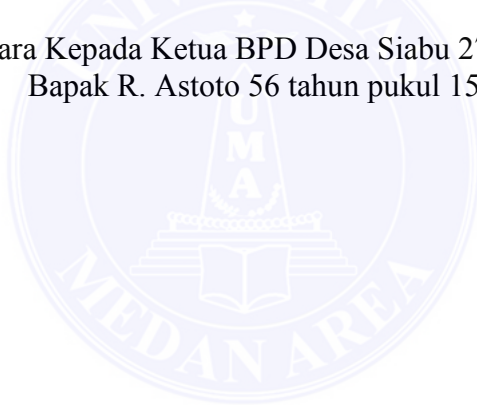 ara Kepada Ketua BPD Desa Siabu 27
Bapak R. Astoto 56 tahun pukul 15
UMA
MEDAN AREA